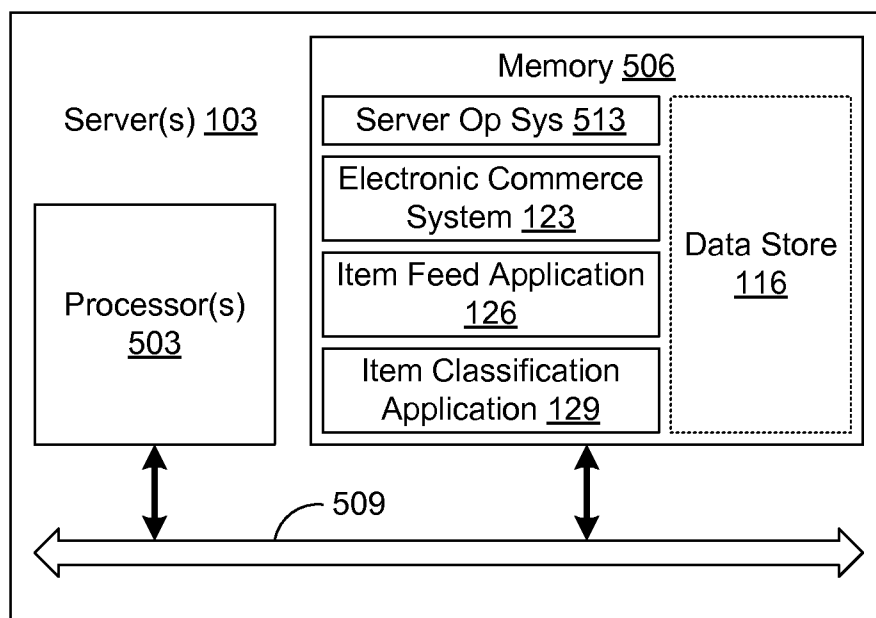 Server(s) 103
Memory 506
Server Op Sys 513
Electronic Commerce
System 123
Item Feed Application
126
Item Classification
Application 129
Data Store
116
Processor(s)
503
509